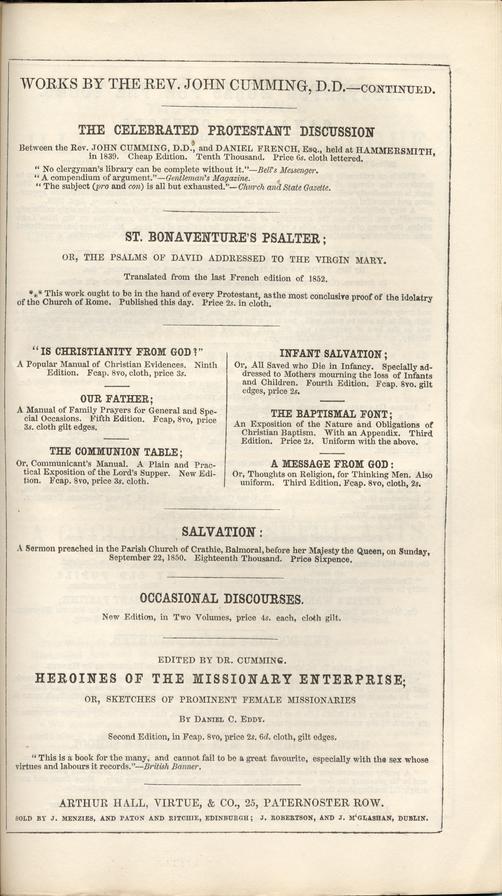 WORKS BY THE REV. JOHN CUMMING, D.D.—CONTINUED.
THE CELEBRATED PROTESTANT DISCUSSION
Between the Rev. JOHN CUMMING, D.D., and DANIEL FRENCH, Esq., held at HAMMERSMITH,
in 1839. Cheap Edition. Tenth Thousand. Price 6s. cloth lettered.
"No clergyman's library can be complete without it."—Bell's Messenger.
"A compendium of argument."—Gentleman's Magazine.
"The subject (pro and con) is all but exhausted."—Church and State Gazette.
ST. BONAVENTURE'S PSALTER;
OR, THE PSALMS OF DAVID ADDRESSED TO THE VIRGIN MARY.
Translated from the last French edition of 1852.
*⁎* This work ought to be in the hand of every Protestant, as the most conclusive proof of the idolatry
of the Church of Rome. Published this day. Price 2s. in cloth.
"IS CHRISTIANITY FROM GOD?"
A Popular Manual of Christian Evidences. Ninth
Edition. Fcap. 8vo, cloth, price 3s.
OUR FATHER;
A Manual of Family Prayers for General and Spe-
cial Occasions. Fifth Edition. Fcap, 8vo, price
3s. cloth gilt edges.
THE COMMUNION TABLE;
Or, Communicant's Manual. A Plain and Prac-
tical Exposition of the Lord's Supper. New Edi-
tion. Fcap. 8vo, price 3s. cloth.
INFANT SALVATION;
Or, All Saved who Die in Infancy. Specially ad-
dressed to Mothers mourning the loss of Infants
and Children. Fourth Edition. Fcap. 8vo. gilt
edges, price 2s.
THE BAPTISMAL FONT;
An Exposition of the Nature and Obligations of
Christian Baptism. With an Appendix. Third
Edition. Price 2s. Uniform with the above.
A MESSAGE FROM GOD:
Or, Thoughts on Religion, for Thinking Men. Also
uniform. Third Edition. Fcap. 8vo, cloth, 2s.
SALVATION:
A Sermon preached in the Parish Church of Crathie, Balmoral, before her Majesty the Queen, on Sunday,
September 22, 1850. Eighteenth Thousand. Price Sixpence.
OCCASIONAL DISCOURSES.
New Edition, in Two Volumes, price 4s. each, cloth gilt.
EDITED BY DR. CUMMING.
HEROINES OF THE MISSIONARY ENTERPRISE;
OR, SKETCHES OF PROMINENT FEMALE MISSIONARIES
BY DANIEL C. EDDY.
Second Edition, in Fcap. 8vo, price 2s. 6d. cloth, gilt edges.
"This is a book for the many, and cannot fail to be a great favourite, especially with the sex whose
virtues and labours it records."—British Banner.
ARTHUR HALL, VIRTUE, & CO., 25, PATERNOSTER ROW.
SOLD BY J. MENZIES, AND PATON AND RITCHIE, EDINBURGH; J. ROBERTSON, AND J. M'GLASHAN, DUBLIN.